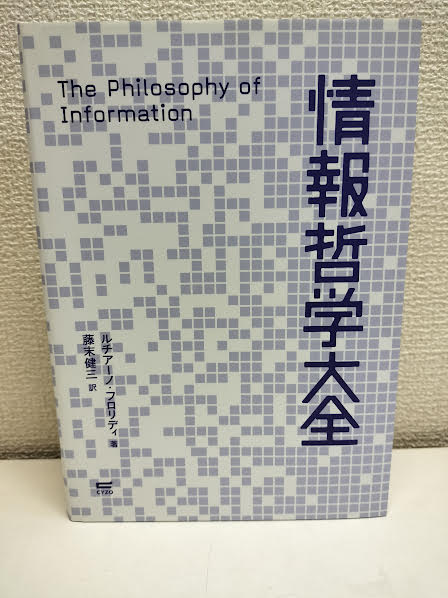 The Philosophy of
Information
情報哲学大全
ルチアーノ・フロリディ 著
藤末健三 訳
CYZO